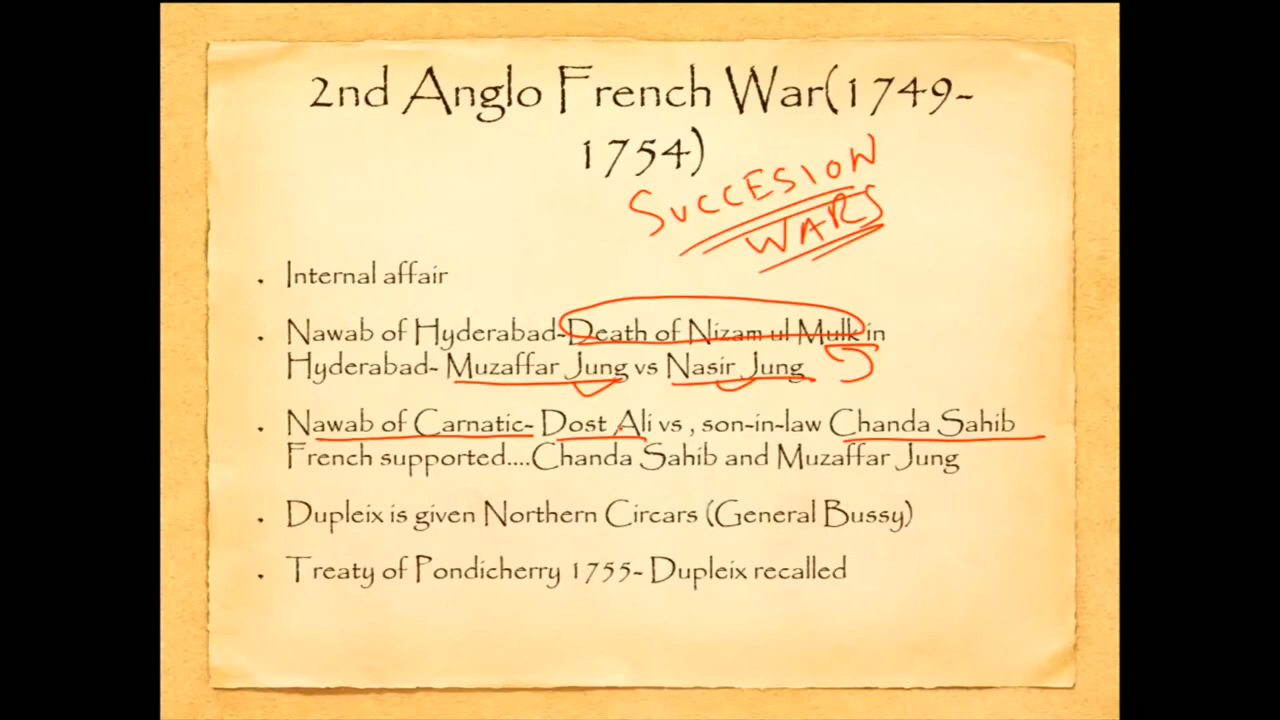 2nd Anglo French War(1749-
1754)
SUCCESION
WARS
. Internal affair
. Nawab of Hyderabad-Death of Nizam ul Mulk in
Hyderabad- Muzaffar Jung vs Nasir Jung
. Nawab of Carnatic- Dost Ali vs , son-in-law Chanda Sahib
French supported....Chanda Sahib and Muzaffar Jung
. Dupleix is given Northern Circars (General Bussy)
. Treaty of Pondicherry 1755- Dupleix recalled